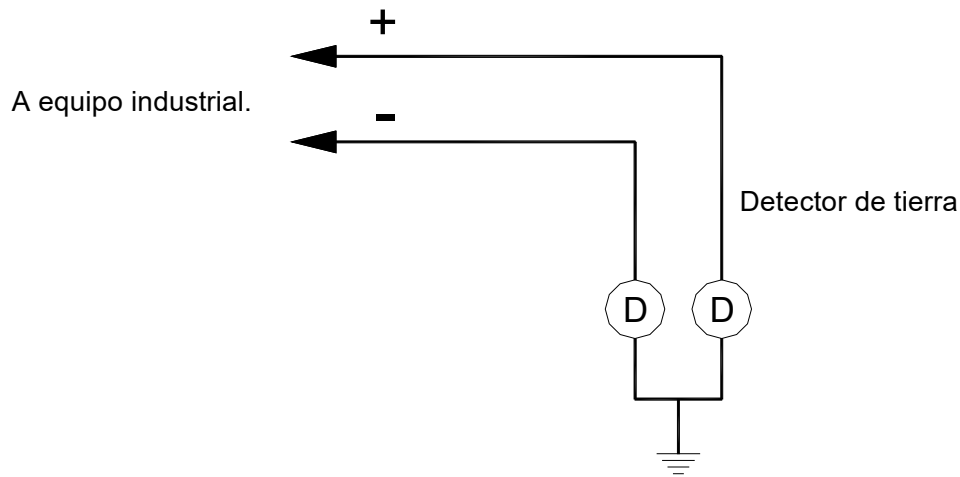 +
A equipo industrial.
-
Detector de tierra
D D